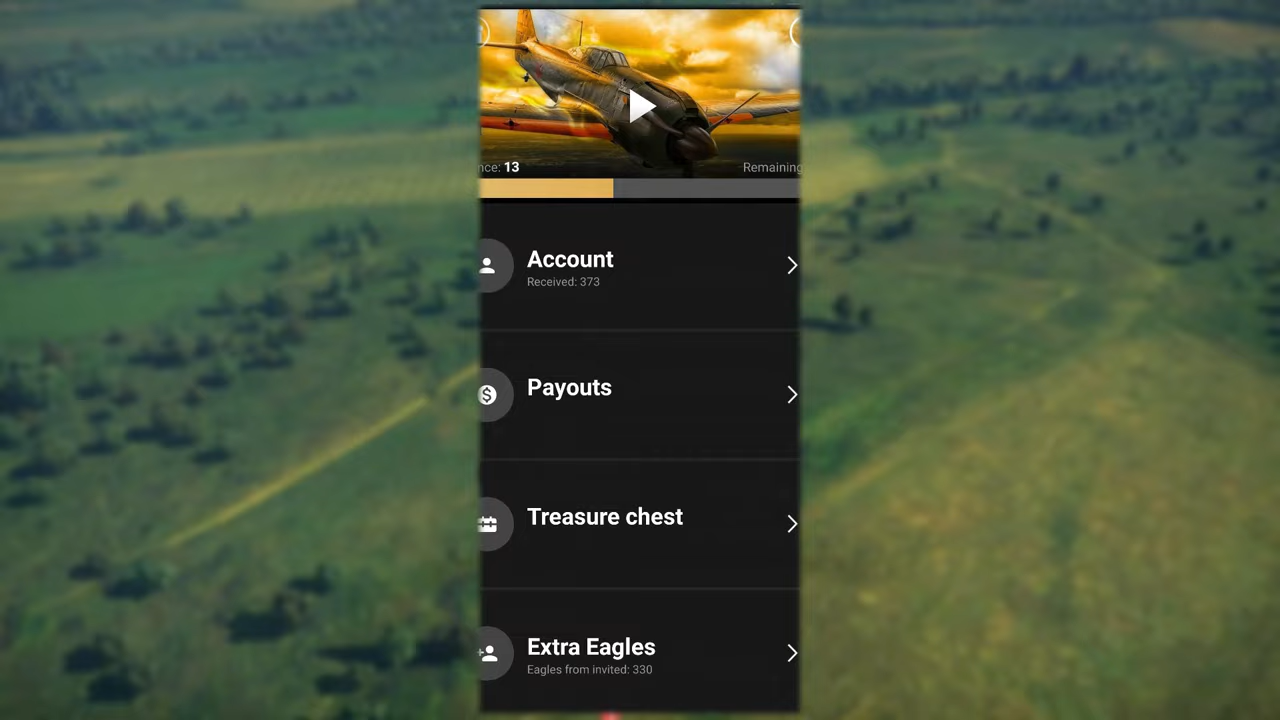 nce: 13
Remaining
Account
Received: 373
Payouts
Treasure chest
Extra Eagles
Eagles from invited: 330